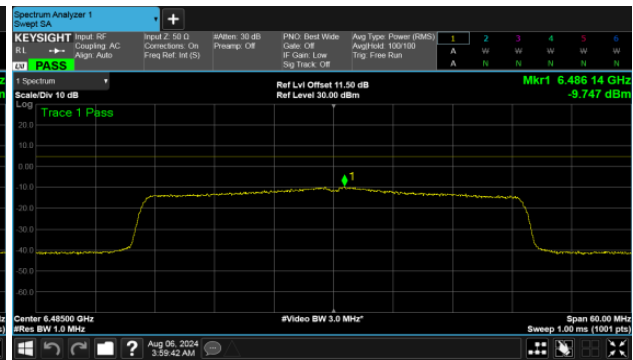 Spectrum Analyzer 1
Swept SA
+
KEYSIGHT Input: RF Input Z: 50 Ω #Atten: 30 dB PNO: Best Wide Avg Type: Power (RMS) 1 2 3 4 5 6
RL Coupling: AC Corrections: On Preamp: Off Gate: Off Avg|Hold: 100/100 A W W W W W
Align: Auto Freq Ref: Int (S) IF Gain: Low Trig: Free Run
LXI PASS Sig Track: Off A N N N N N
1 Spectrum Ref Lvl Offset 11.50 dB Mkr1 6.486 14 GHz
Scale/Div 10 dB Ref Level 30.00 dBm -9.747 dBm
Log
Trace 1 Pass
20.0
10.0
0.00
-10.0
1
-20.0
-30.0
-40.0
-50.0
-60.0
Center 6.48500 GHz #Video BW 3.0 MHz* Span 60.00 MHz
#Res BW 1.0 MHz Sweep 1.00 ms (1001 pts)
? Aug 06, 2024
3:59:42 AM